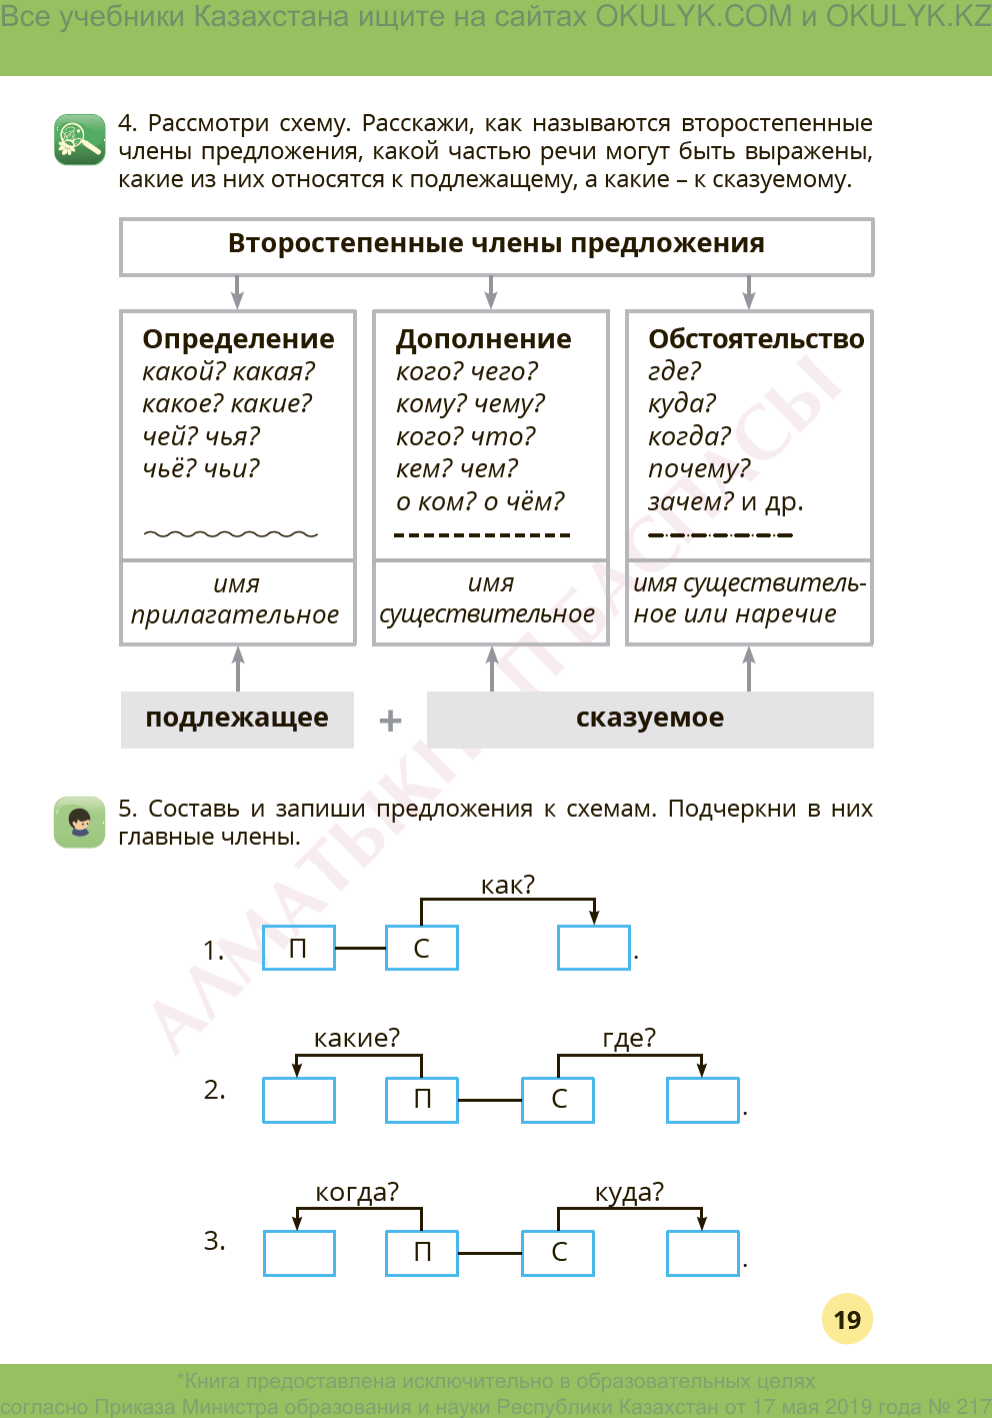 Все учебники Казахстана ищите на сайтах OKULYK.COM и OKULYK.KZ
4. Рассмотри схему. Расскажи, как называются второстепенные
члены предложения, какой частью речи могут быть выражены,
какие из них относятся к подлежащему, а какие – к сказуемому.
Второстепенные члены предложения
Определение
какой? какая?
какое? какие?
чей? чья?
чьё? чьи?
имя
прилагательное
Дополнение
кого? чего?
кому? чему?
кого? что?
кем? чем?
о ком? о чём?
имя
существительное
Обстоятельство
где?
куда?
когда?
почему?
зачем? и др.
имя существитель-
ное или наречие
подлежащее + сказуемое
5. Составь и запиши предложения к схемам. Подчеркни в них
главные члены.
как?
1. П С .
какие? где?
2. П С .
когда? куда?
3. П С .
19
*Книга предоставлена исключительно в образовательных целях
согласно Приказа Министра образования и науки Республики Казахстан от 17 мая 2019 года № 217